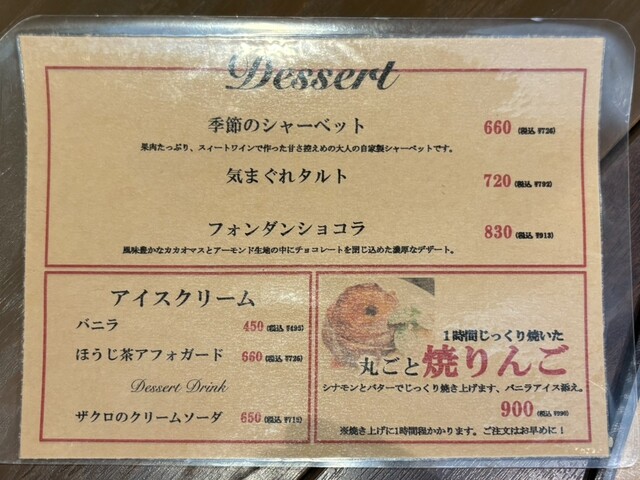 Dessert
季節のシャーベット 660 (税込 ¥726)
果肉たっぷり、スィートワインで作った甘さ控えめの大人の自家製シャーベットです。
気まぐれタルト 720 (税込 ¥792)
フォンダンショコラ 830 (税込 ¥913)
風味豊かなカカオマスとアーモンド生地の中にチョコレートを閉じ込めた濃厚なデザート。
アイスクリーム
バニラ 450 (税込 ¥495)
ほうじ茶アフォガード 660 (税込 ¥726)
Dessert Drink
ザクロのクリームソーダ 650 (税込 ¥715)
1時間じっくり焼いた
丸ごと焼りんご
シナモンとバターでじっくり焼き上げます、バニラアイス添え。
900 (税込 ¥990)
※焼き上げに1時間程かかります。ご注文はお早めに！